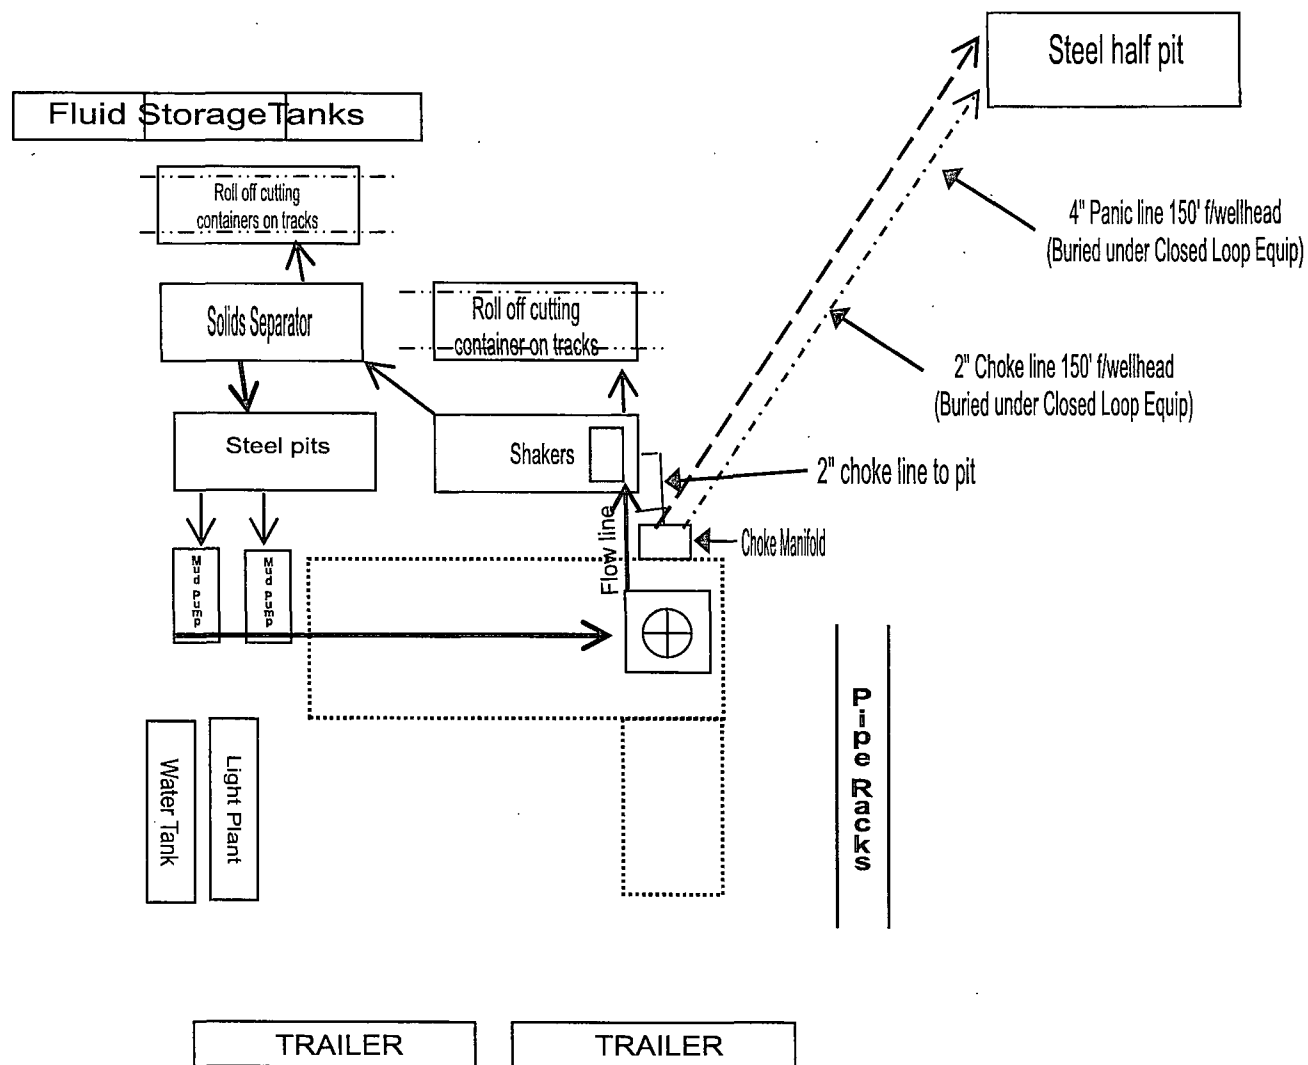 Steel half pit
Fluid StorageTanks
Roll off cutting
containers on tracks
4" Panic line 150' f/wellhead
(Buried under Closed Loop Equip)
Solids Separator
Roll off cutting
container on tracks
2" Choke line 150' f/wellhead
(Buried under Closed Loop Equip)
Steel pits
Shakers
2" choke line to pit
Flow line
Choke Manifold
Mud Pump
Mud Pump
Pipe Racks
Water Tank
Light Plant
TRAILER
TRAILER